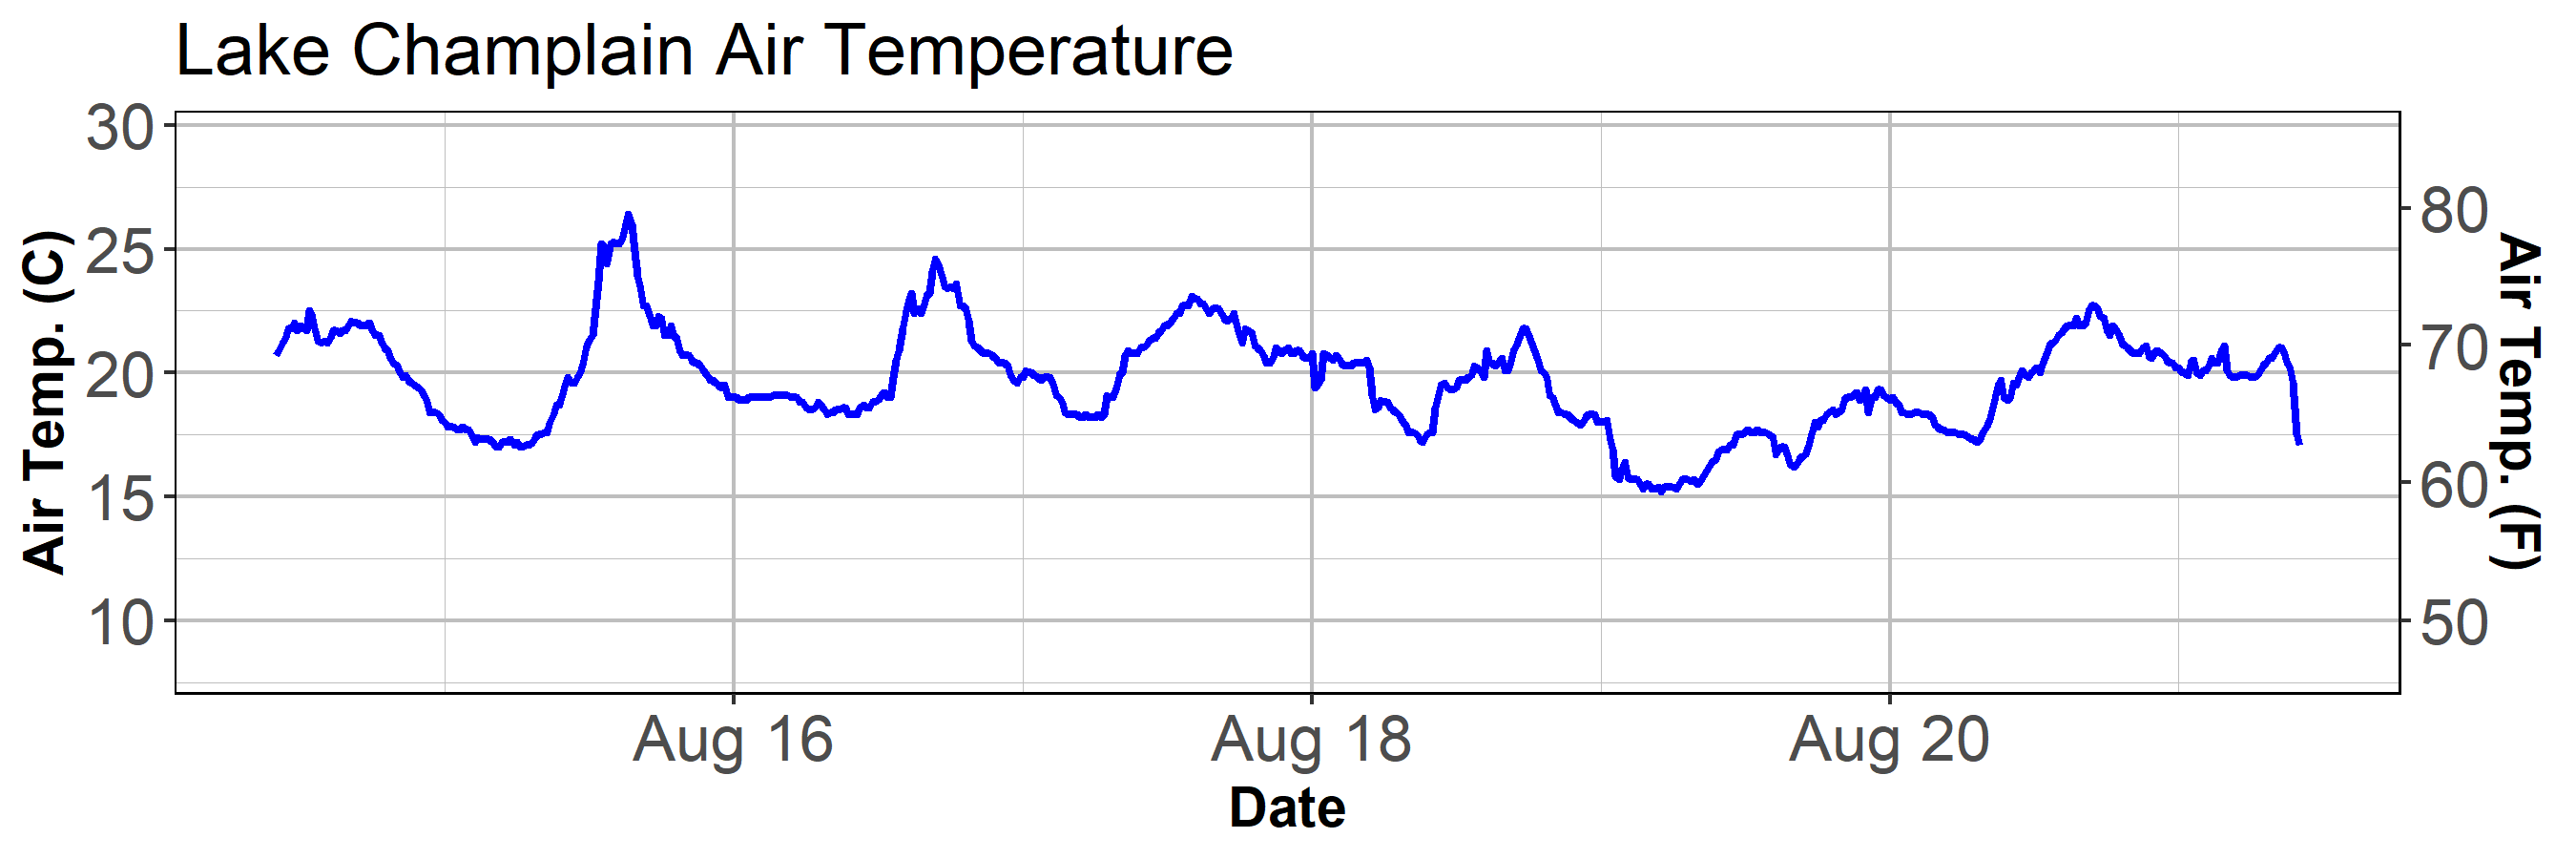 Lake Champlain Air Temperature
30
25
20
15
10
Air Temp. (C)
80
70
60
50
Air Temp. (F)
Aug 16
Aug 18
Aug 20
Date